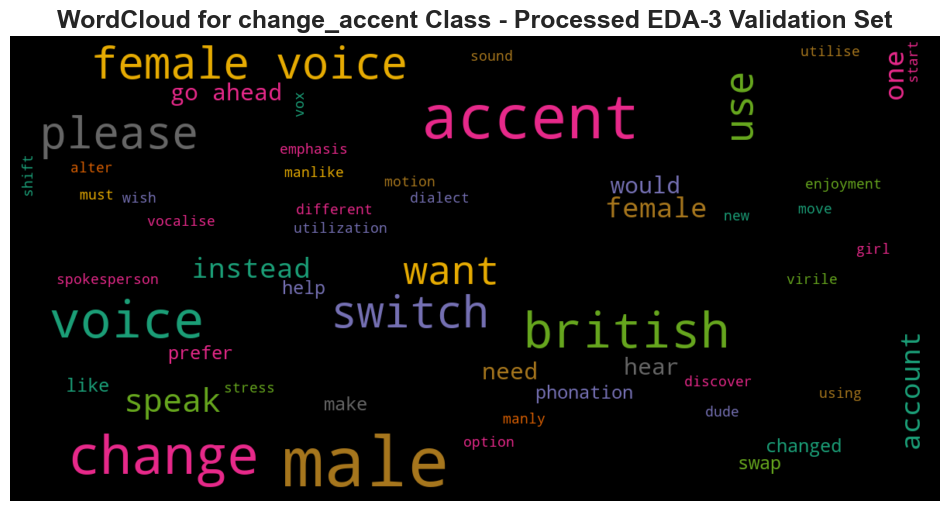 WordCloud for change_accent Class - Processed EDA-3 Validation Set
female voice
sound
utilise
one
start
go ahead
vox
accent
use
please
emphasis
shift
alter
manlike
motion
would
enjoyment
must
wish
dialect
different
female
new
move
vocalise
utilization
girl
spokesperson
instead
help
want
virile
voice
switch
british
prefer
need
hear
account
like
stress
phonation
discover
using
speak
make
manly
dude
change
male
option
changed
swap